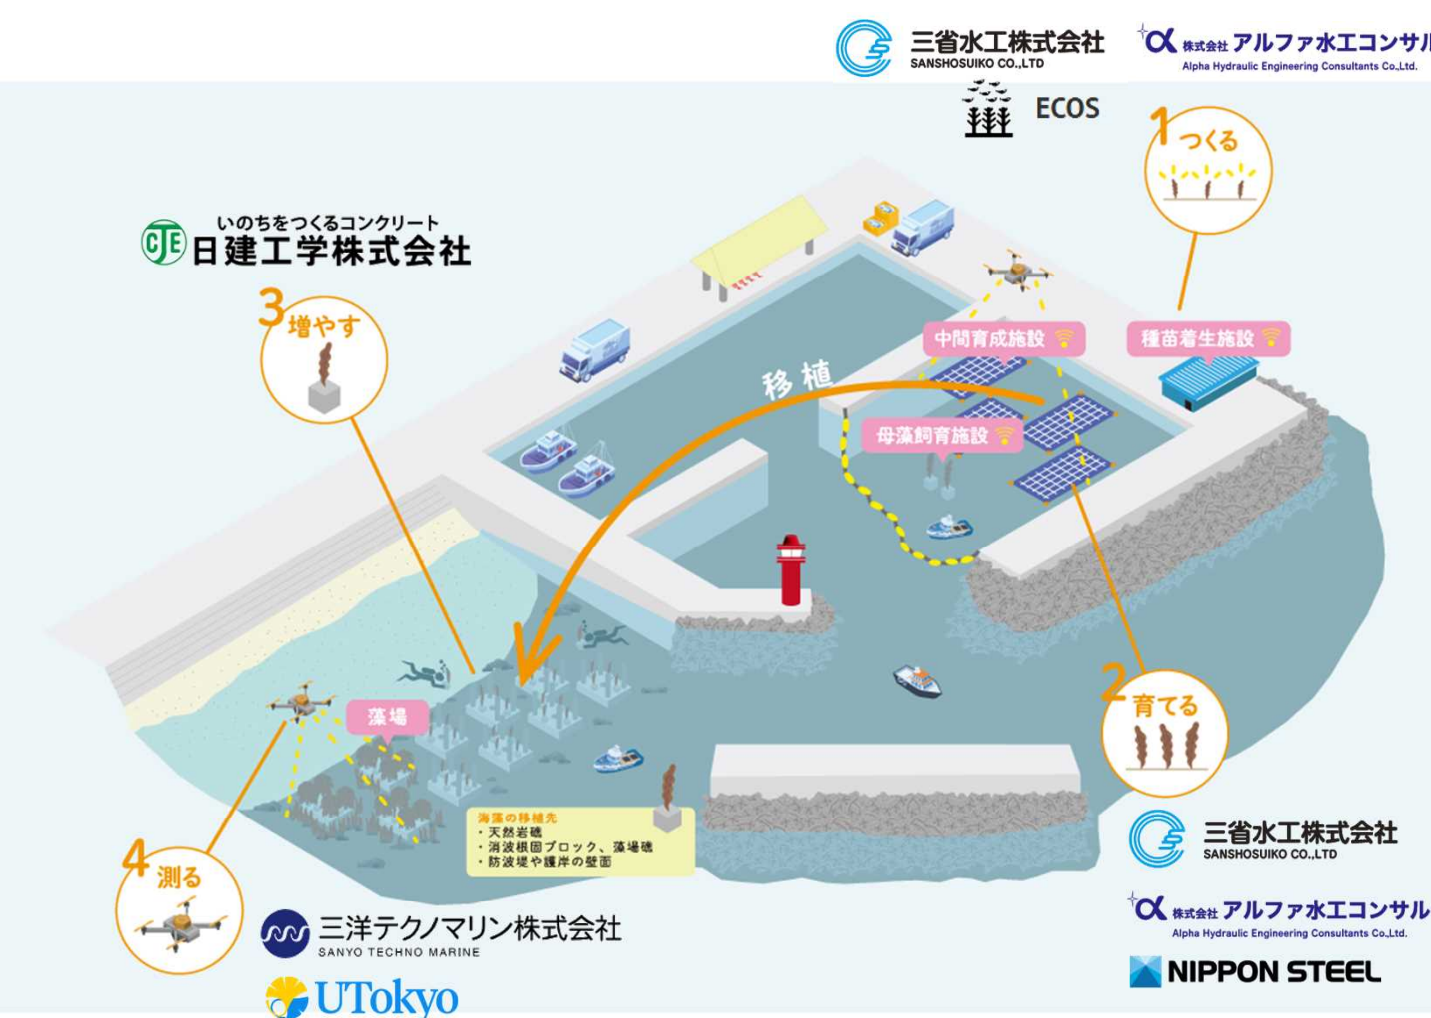 三省水工株式会社
SANSHOSUIKO CO.,LTD
株式会社 アルファ水工コンサル
Alpha Hydraulic Engineering Consultants Co.,Ltd.
ECOS
1 つくる
いのちをつくるコンクリート
CJE 日建工学株式会社
3 増やす
中間育成施設
種苗着生施設
移植
母藻飼育施設
藻場
2 育てる
海藻の移植先
・天然岩礁
・消波根固ブロック、藻場礁
・防波堤や護岸の壁面
4 測る
三洋テクノマリン株式会社
SANYO TECHNO MARINE
UTokyo
三省水工株式会社
SANSHOSUIKO CO.,LTD
株式会社 アルファ水工コンサル
Alpha Hydraulic Engineering Consultants Co.,Ltd.
NIPPON STEEL